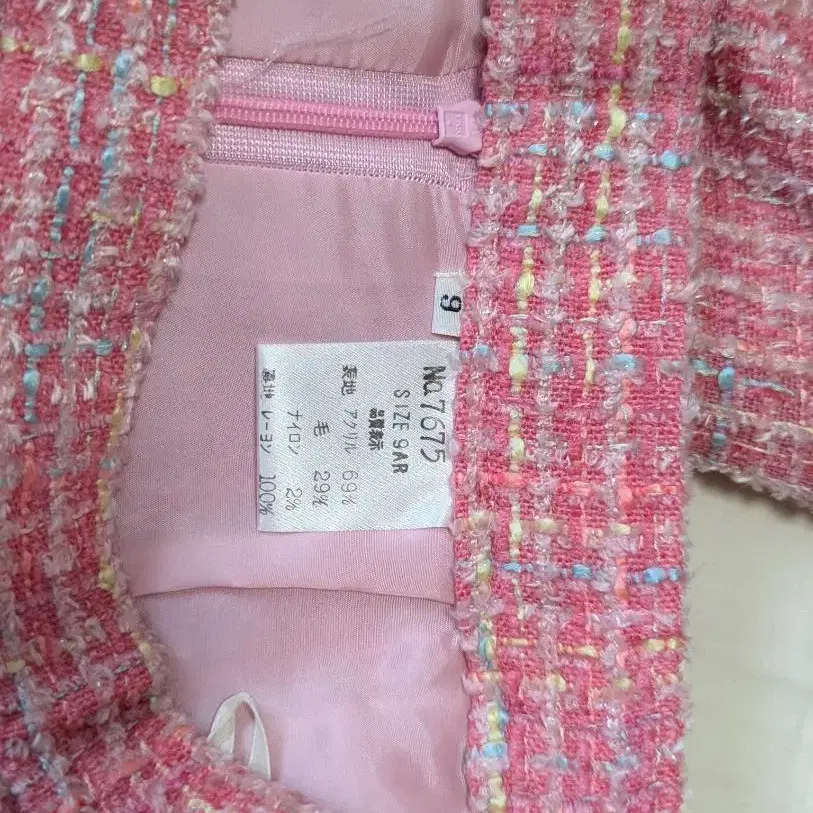 9
No.7675
SIZE 9AR
品質表示
表地 アクリル 69%
毛 29%
ナイロン 2%
裏地 レーヨン 100%